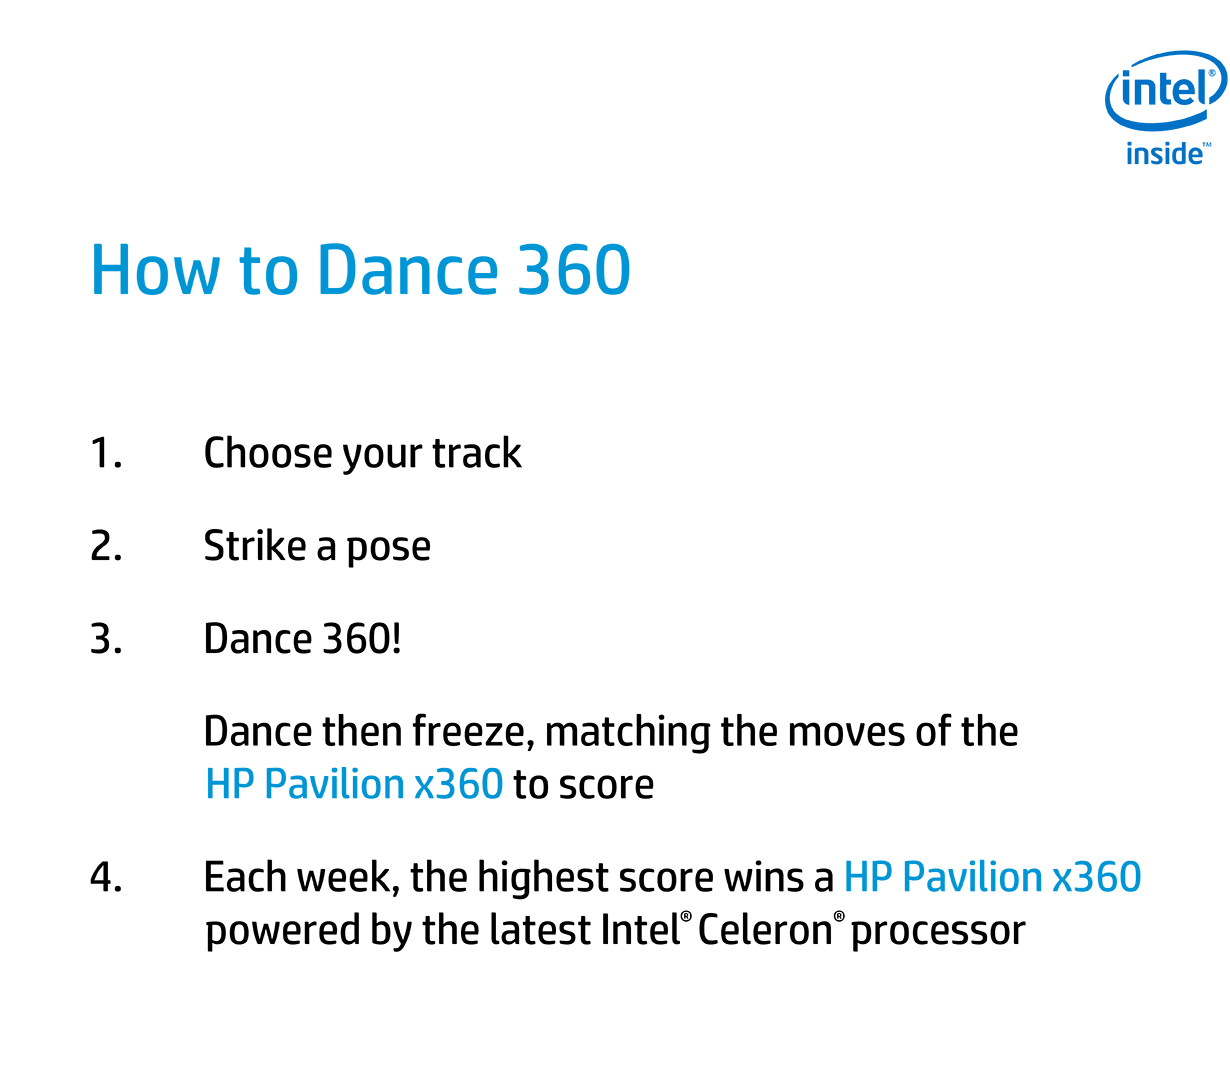 intel®
inside™
How to Dance 360
1. Choose your track
2. Strike a pose
3. Dance 360!
Dance then freeze, matching the moves of the
HP Pavilion x360 to score
4. Each week, the highest score wins a HP Pavilion x360
powered by the latest Intel® Celeron® processor